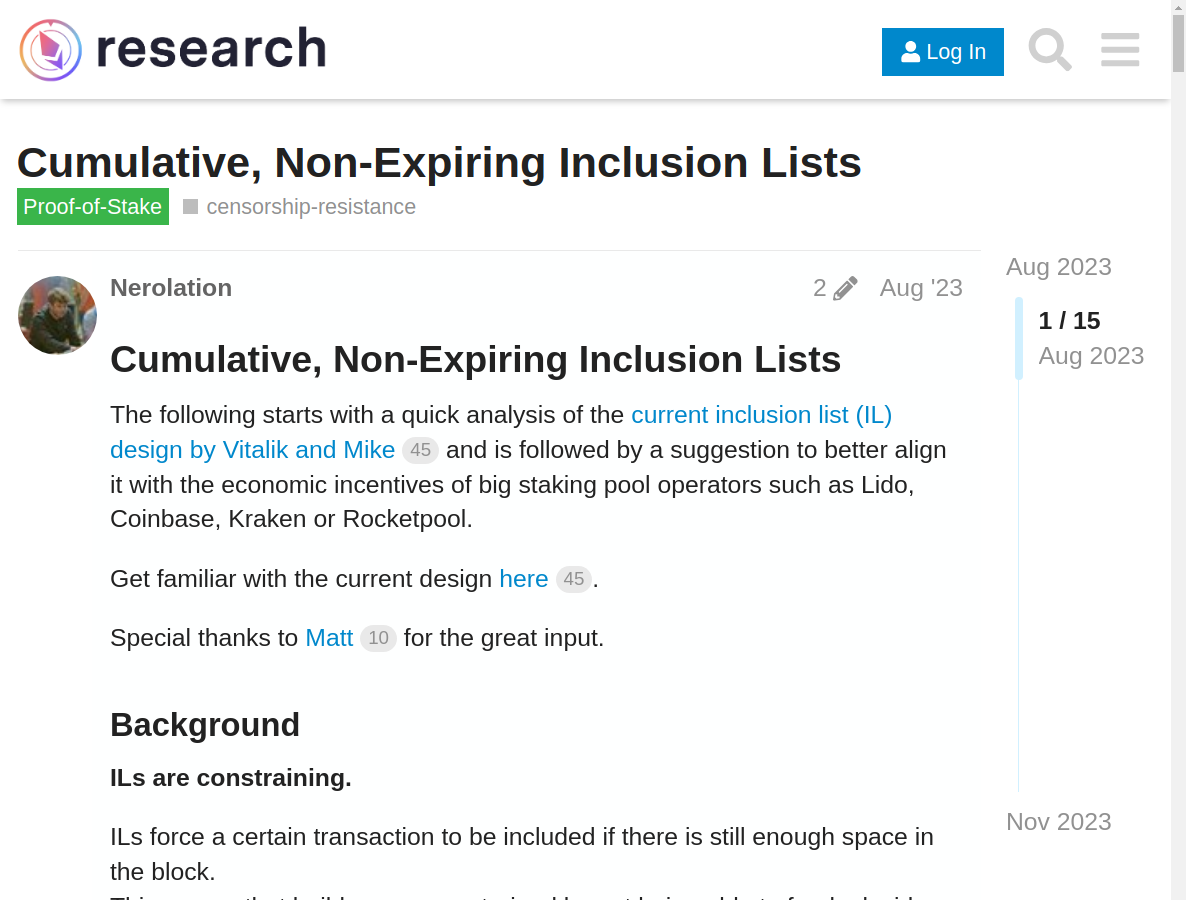 research
Log In
Cumulative, Non-Expiring Inclusion Lists
Proof-of-Stake censorship-resistance
Nerolation 2 Aug '23
Cumulative, Non-Expiring Inclusion Lists
The following starts with a quick analysis of the current inclusion list (IL)
design by Vitalik and Mike 45 and is followed by a suggestion to better align
it with the economic incentives of big staking pool operators such as Lido,
Coinbase, Kraken or Rocketpool.
Get familiar with the current design here 45.
Special thanks to Matt 10 for the great input.
Background
ILs are constraining.
ILs force a certain transaction to be included if there is still enough space in
the block.
Aug 2023
1 / 15
Aug 2023
Nov 2023